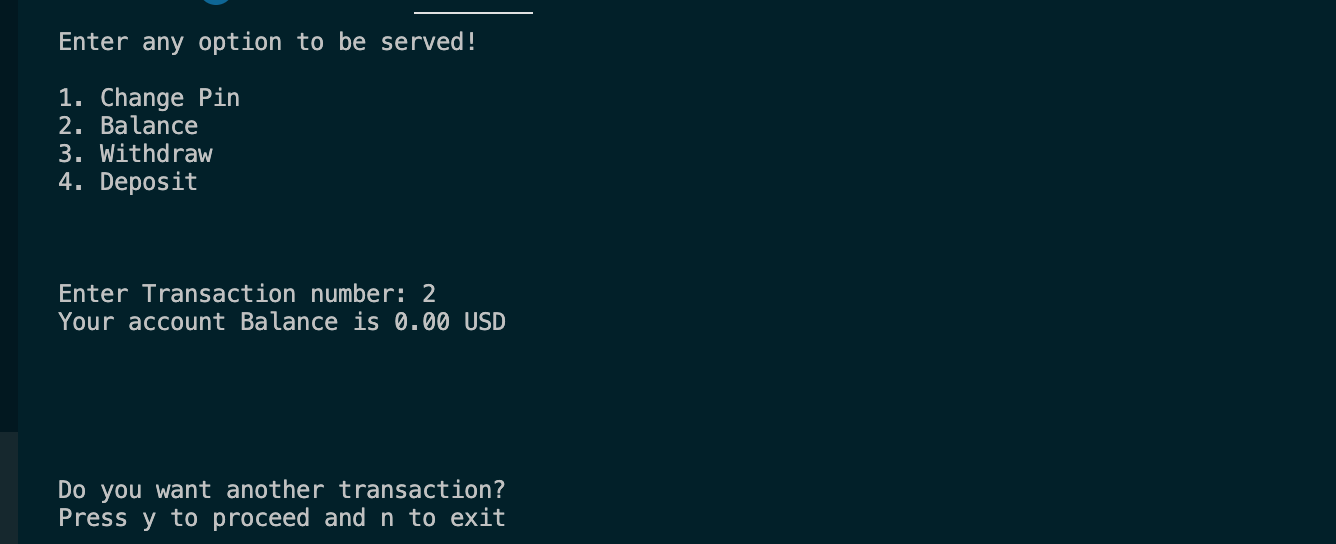 Enter any option to be served!
1. Change Pin
2. Balance
3. Withdraw
4. Deposit
Enter Transaction number: 2
Your account Balance is 0.00 USD
Do you want another transaction?
Press y to proceed and n to exit